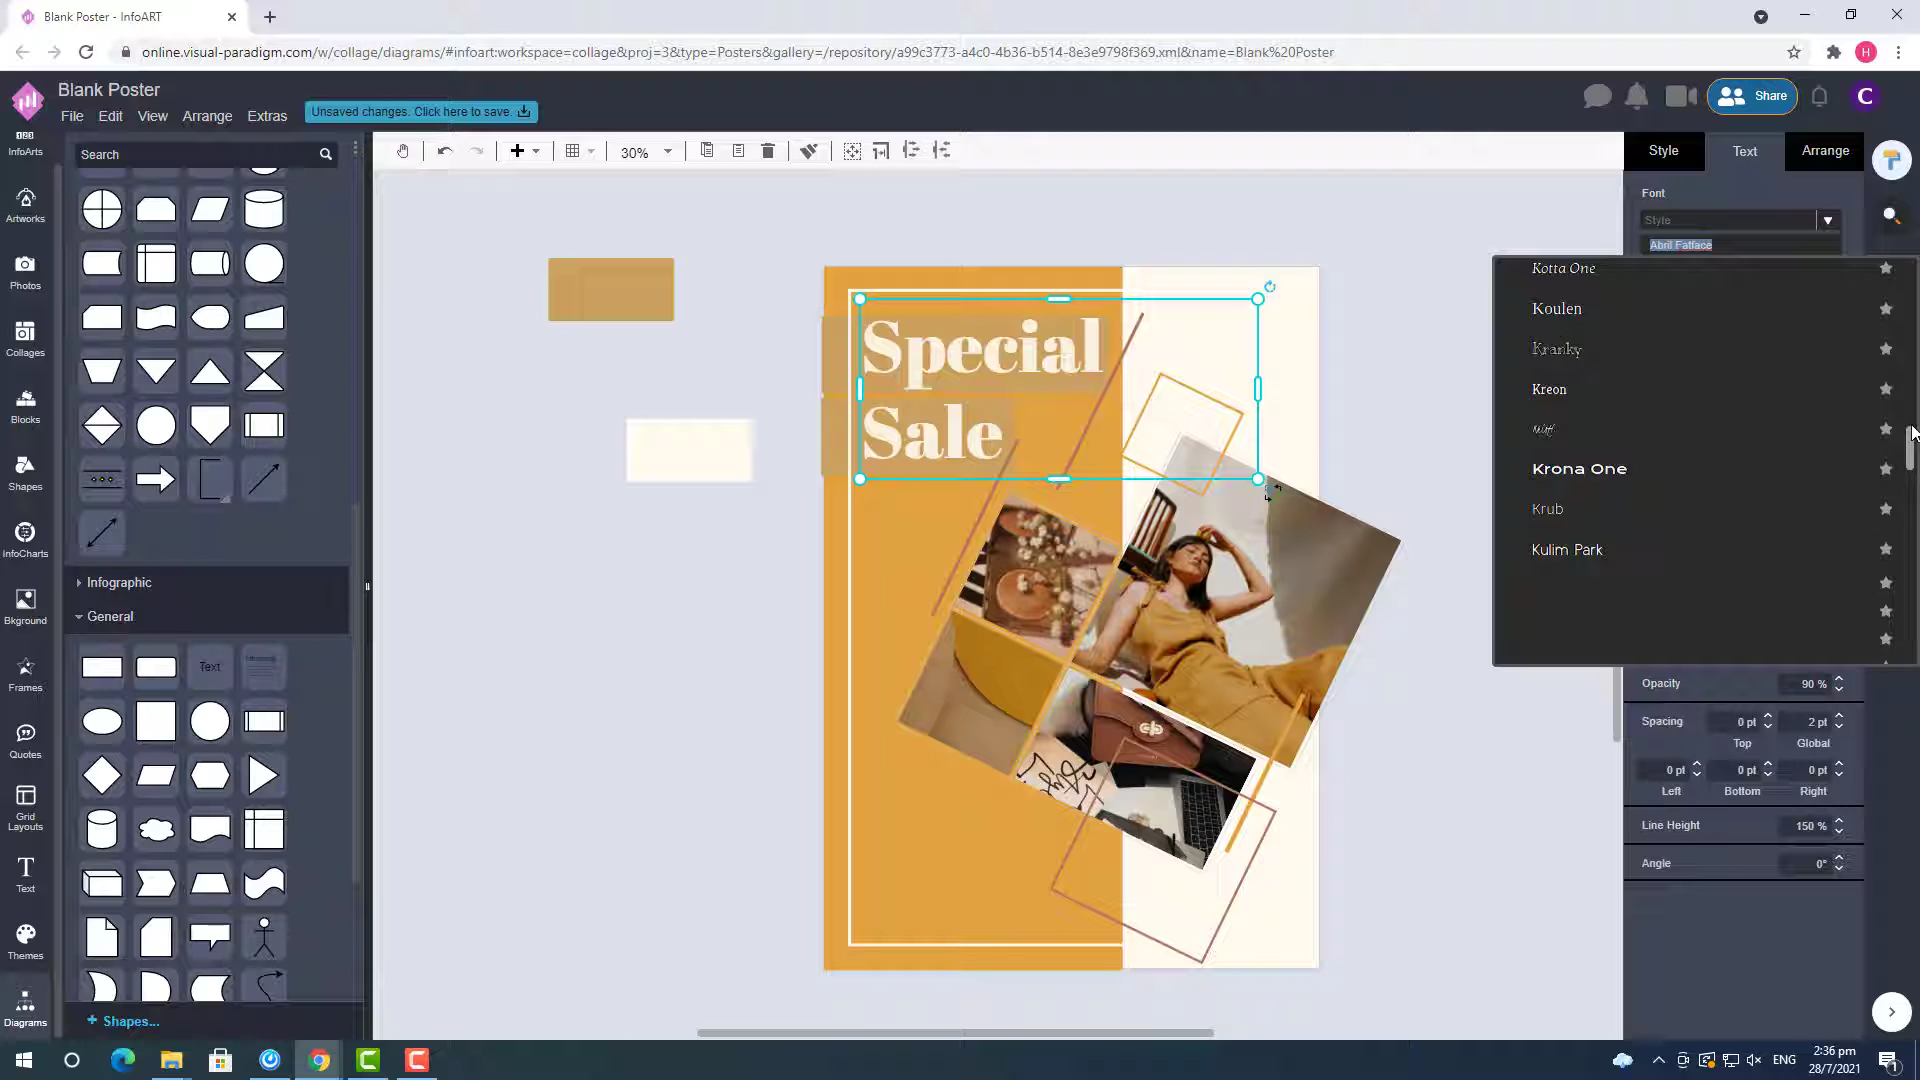 Blank Poster - InfoART
online.visual-paradigm.com/w/collage/diagrams/#infoart:workspace=collage&proj=3&type=Posters&gallery=/repository/a99c3773-a4c0-4b36-b514-8e3e9798f369.xml&name=Blank%20Poster
H
Blank Poster
File Edit View Arrange Extras
Unsaved changes. Click here to save.
Share
C
InfoArts
Artworks
Photos
Collages
Blocks
Shapes
InfoCharts
Bkground
Frames
Quotes
Grid Layouts
Text
Themes
Diagrams
Search
Infographic
General
Text
Heading
+ Shapes...
30%
Special
Sale
Style Text Arrange
Font
Style
Abril Fatface
Kotta One
Koulen
Kranky
Kreon
Kristi
Krona One
Krub
Kulim Park
Opacity 90 %
Spacing 0 pt 2 pt
Top Global
0 pt 0 pt 0 pt
Left Bottom Right
Line Height 150 %
Angle 0°
ENG
2:36 pm
28/7/2021
1